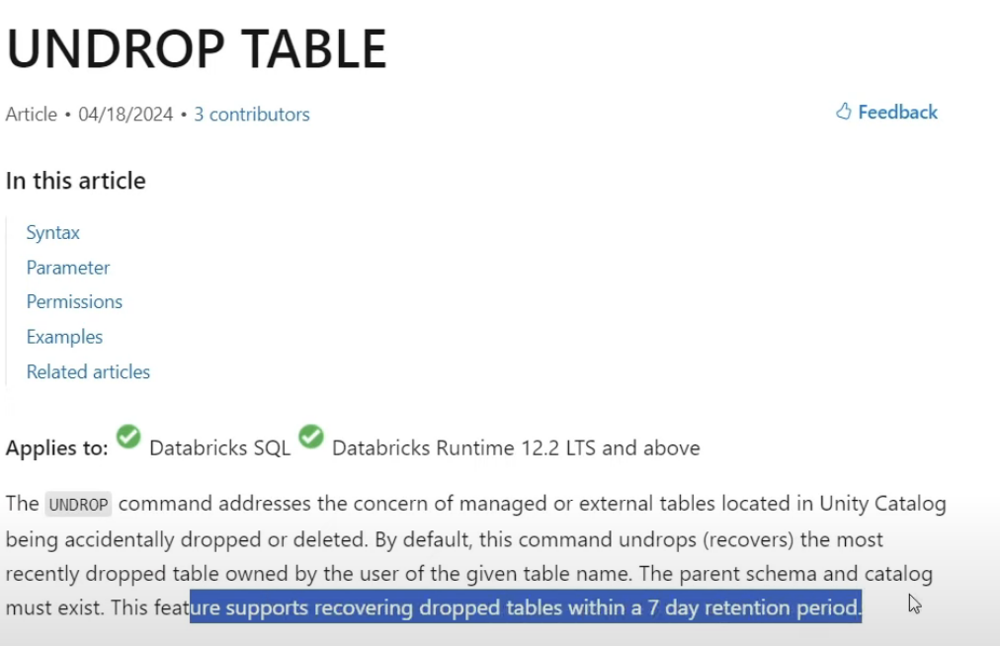 UNDROP TABLE
Article • 04/18/2024 • 3 contributors
Feedback
In this article
Syntax
Parameter
Permissions
Examples
Related articles
Applies to: Databricks SQL Databricks Runtime 12.2 LTS and above
The UNDROP command addresses the concern of managed or external tables located in Unity Catalog
being accidentally dropped or deleted. By default, this command undrops (recovers) the most
recently dropped table owned by the user of the given table name. The parent schema and catalog
must exist. This feature supports recovering dropped tables within a 7 day retention period.